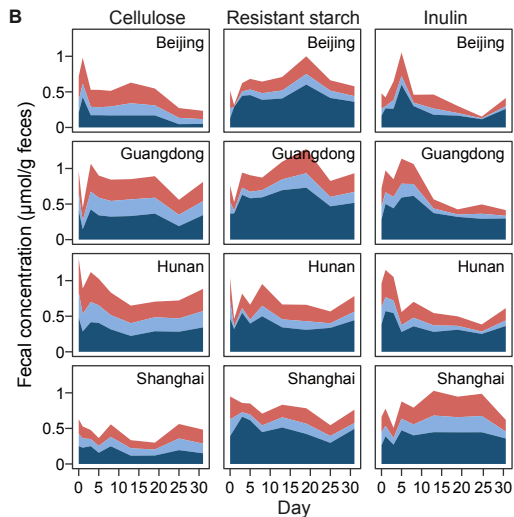 B
Cellulose Resistant starch Inulin
Fecal concentration (μmol/g feces)
1 0.5 0 Beijing Beijing Beijing
1 0.5 0 Guangdong Guangdong Guangdong
1 0.5 0 Hunan Hunan Hunan
1 0.5 0 Shanghai Shanghai Shanghai
0 5 10 15 20 25 30 0 5 10 15 20 25 30 0 5 10 15 20 25 30
Day